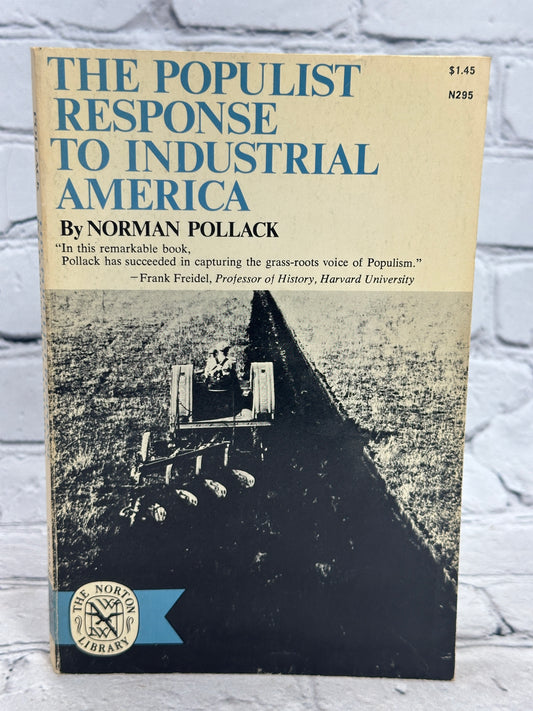 THE POPULIST
RESPONSE
TO INDUSTRIAL
AMERICA
$1.45
N295
By NORMAN POLLACK
“In this remarkable book,
Pollack has succeeded in capturing the grass-roots voice of Populism.”
—Frank Freidel, Professor of History, Harvard University
THE NORTON
LIBRARY